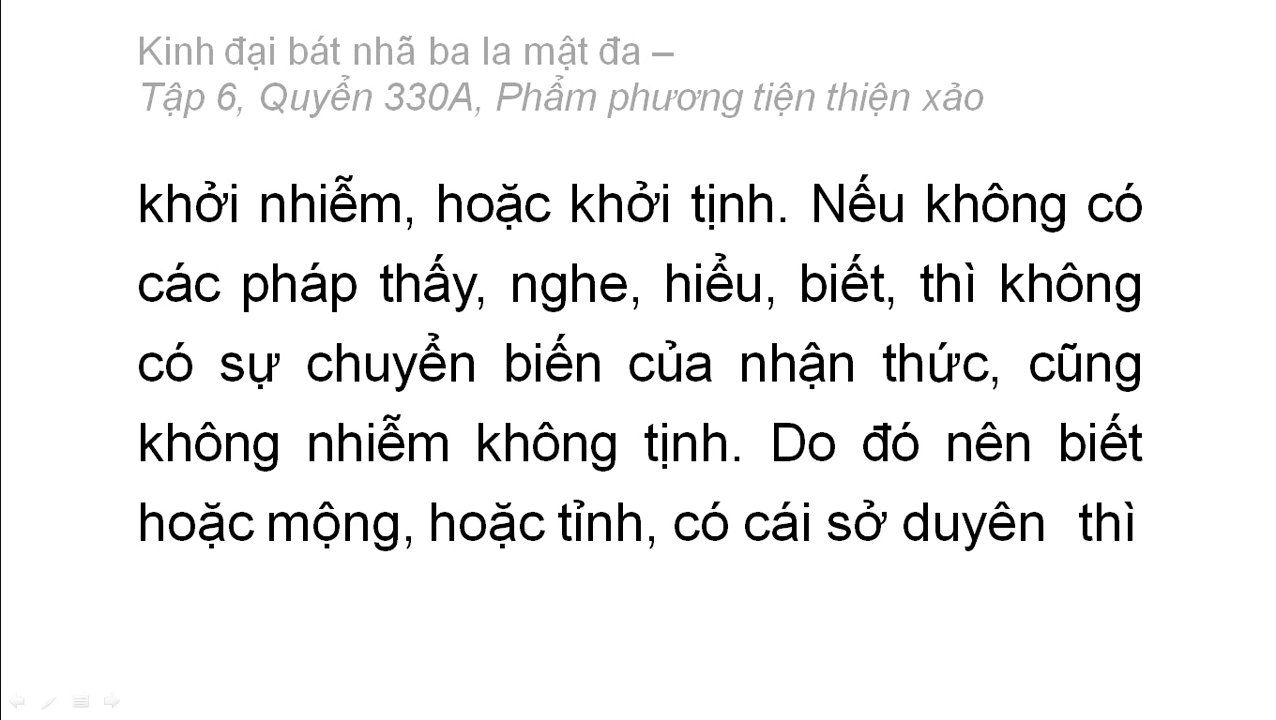 Kinh đại bát nhã ba la mật đa –
Tập 6, Quyển 330A, Phẩm phương tiện thiện xảo
khởi nhiễm, hoặc khởi tịnh. Nếu không có
các pháp thấy, nghe, hiểu, biết, thì không
có sự chuyển biến của nhận thức, cũng
không nhiễm không tịnh. Do đó nên biết
hoặc mộng, hoặc tỉnh, có cái sở duyên thì